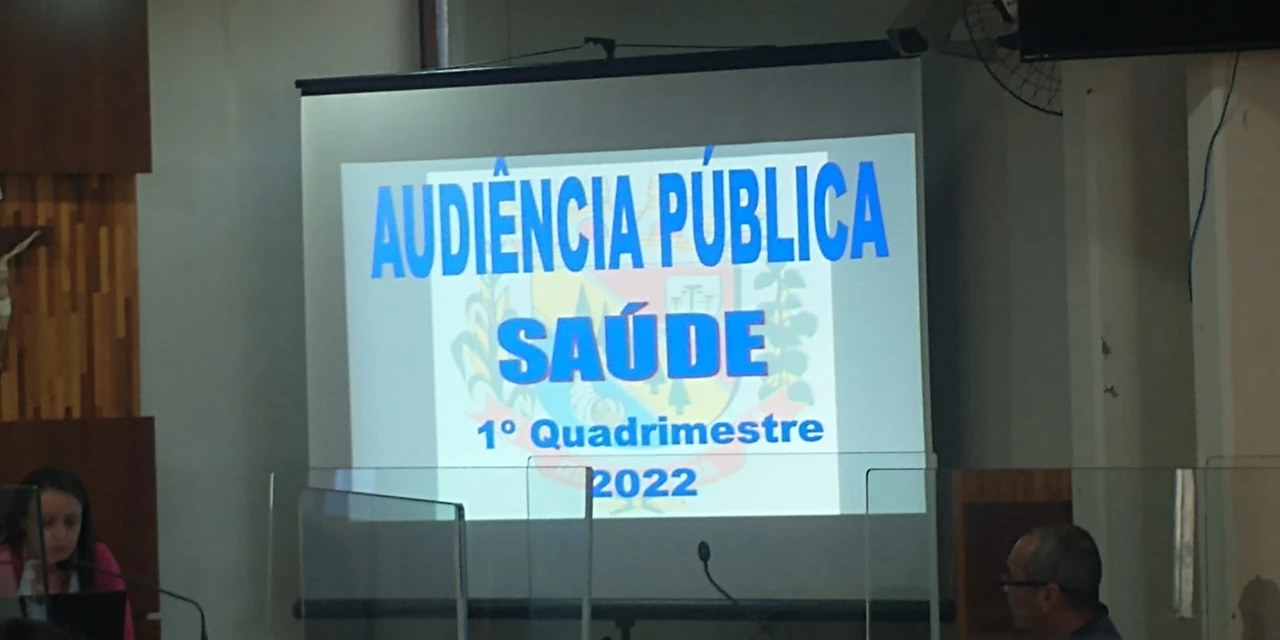 AUDIÊNCIA PÚBLICA
SAÚDE
1º Quadrimestre
2022